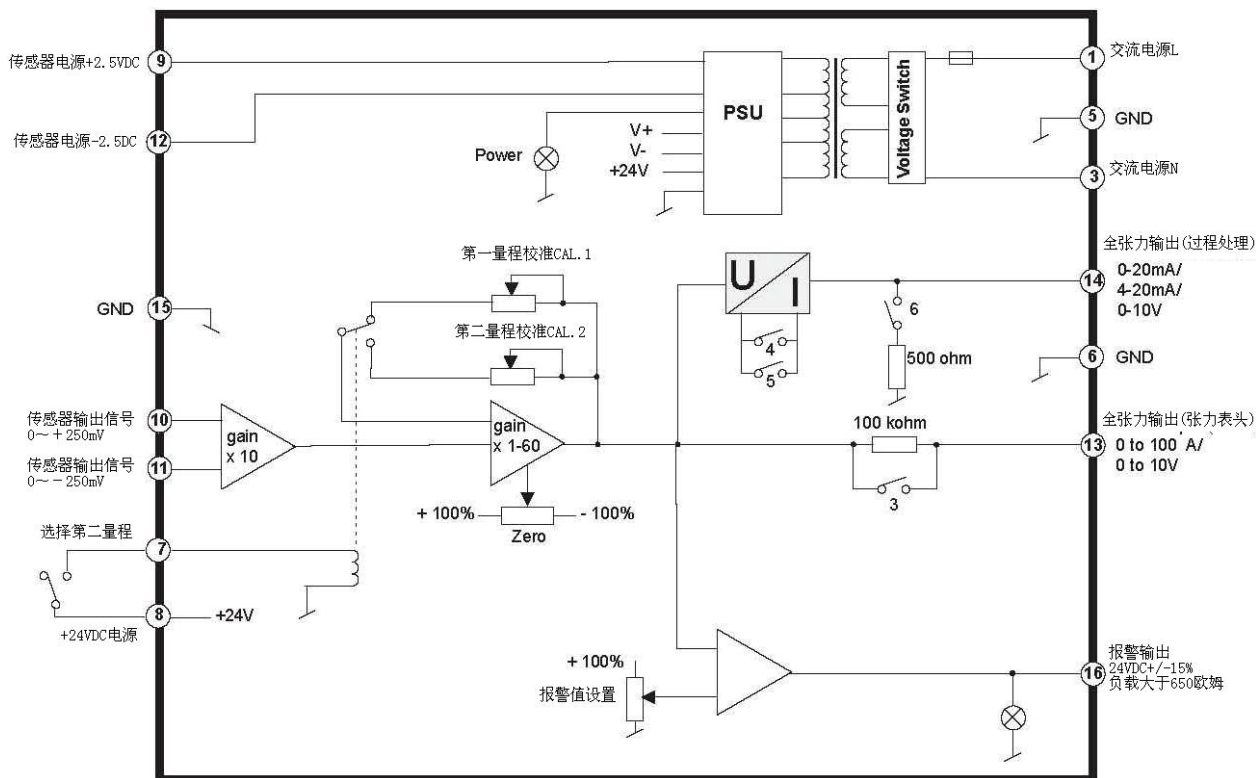 传感器电源+2.5VDC
9
传感器电源-2.5DC
12
Power
V+
V-
+24V
PSU
Voltage Switch
1
交流电源L
5
GND
3
交流电源N
GND
15
第一量程校准CAL.1
第二量程校准CAL.2
U
I
4
5
6
500 ohm
全张力输出(过程处理)
14
0-20mA/
4-20mA/
0-10V
6
GND
传感器输出信号
0～+250mV
10
传感器输出信号
0～-250mV
11
gain
x 10
gain
x 1-60
+ 100%
- 100%
Zero
100 kohm
3
全张力输出(张力表头)
13
0 to 100 A/
0 to 10V
选择第二量程
7
8
+24V
+24VDC电源
+ 100%
报警值设置
16
报警输出
24VDC+/-15%
负载大于650欧姆